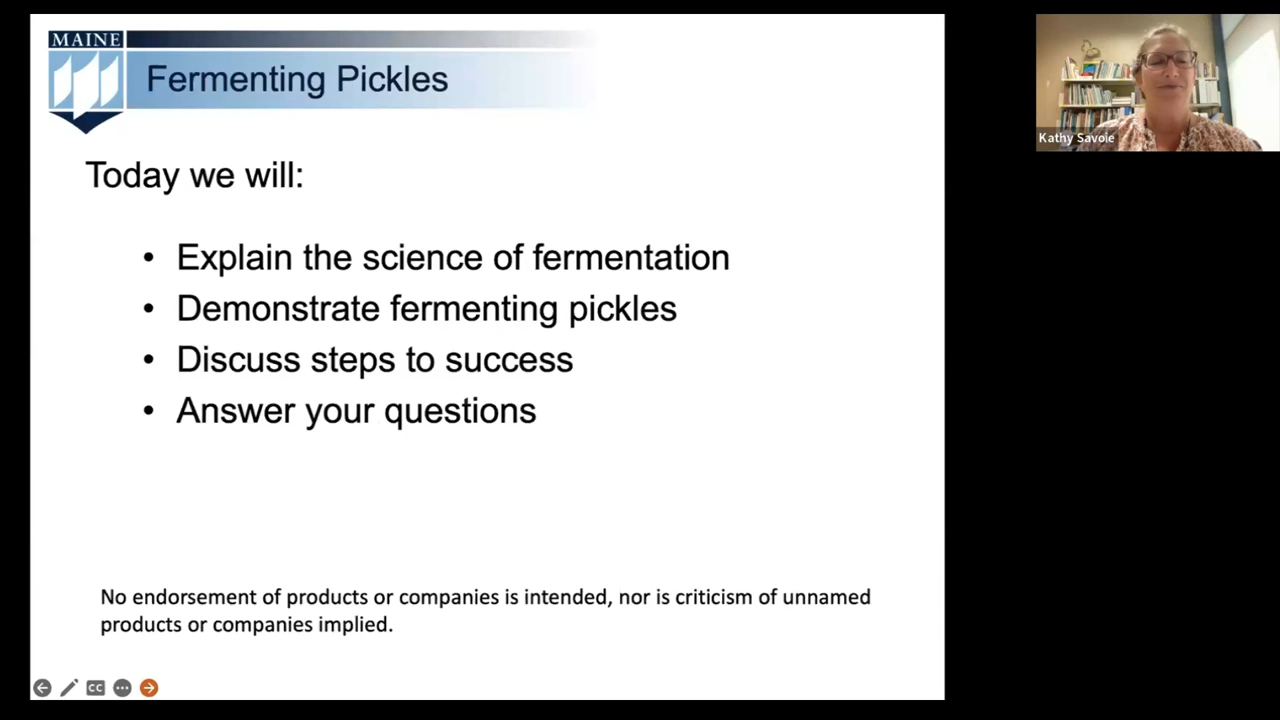 MAINE
Fermenting Pickles
Today we will:
• Explain the science of fermentation
• Demonstrate fermenting pickles
• Discuss steps to success
• Answer your questions
No endorsement of products or companies is intended, nor is criticism of unnamed
products or companies implied.
CC
Kathy Savoie